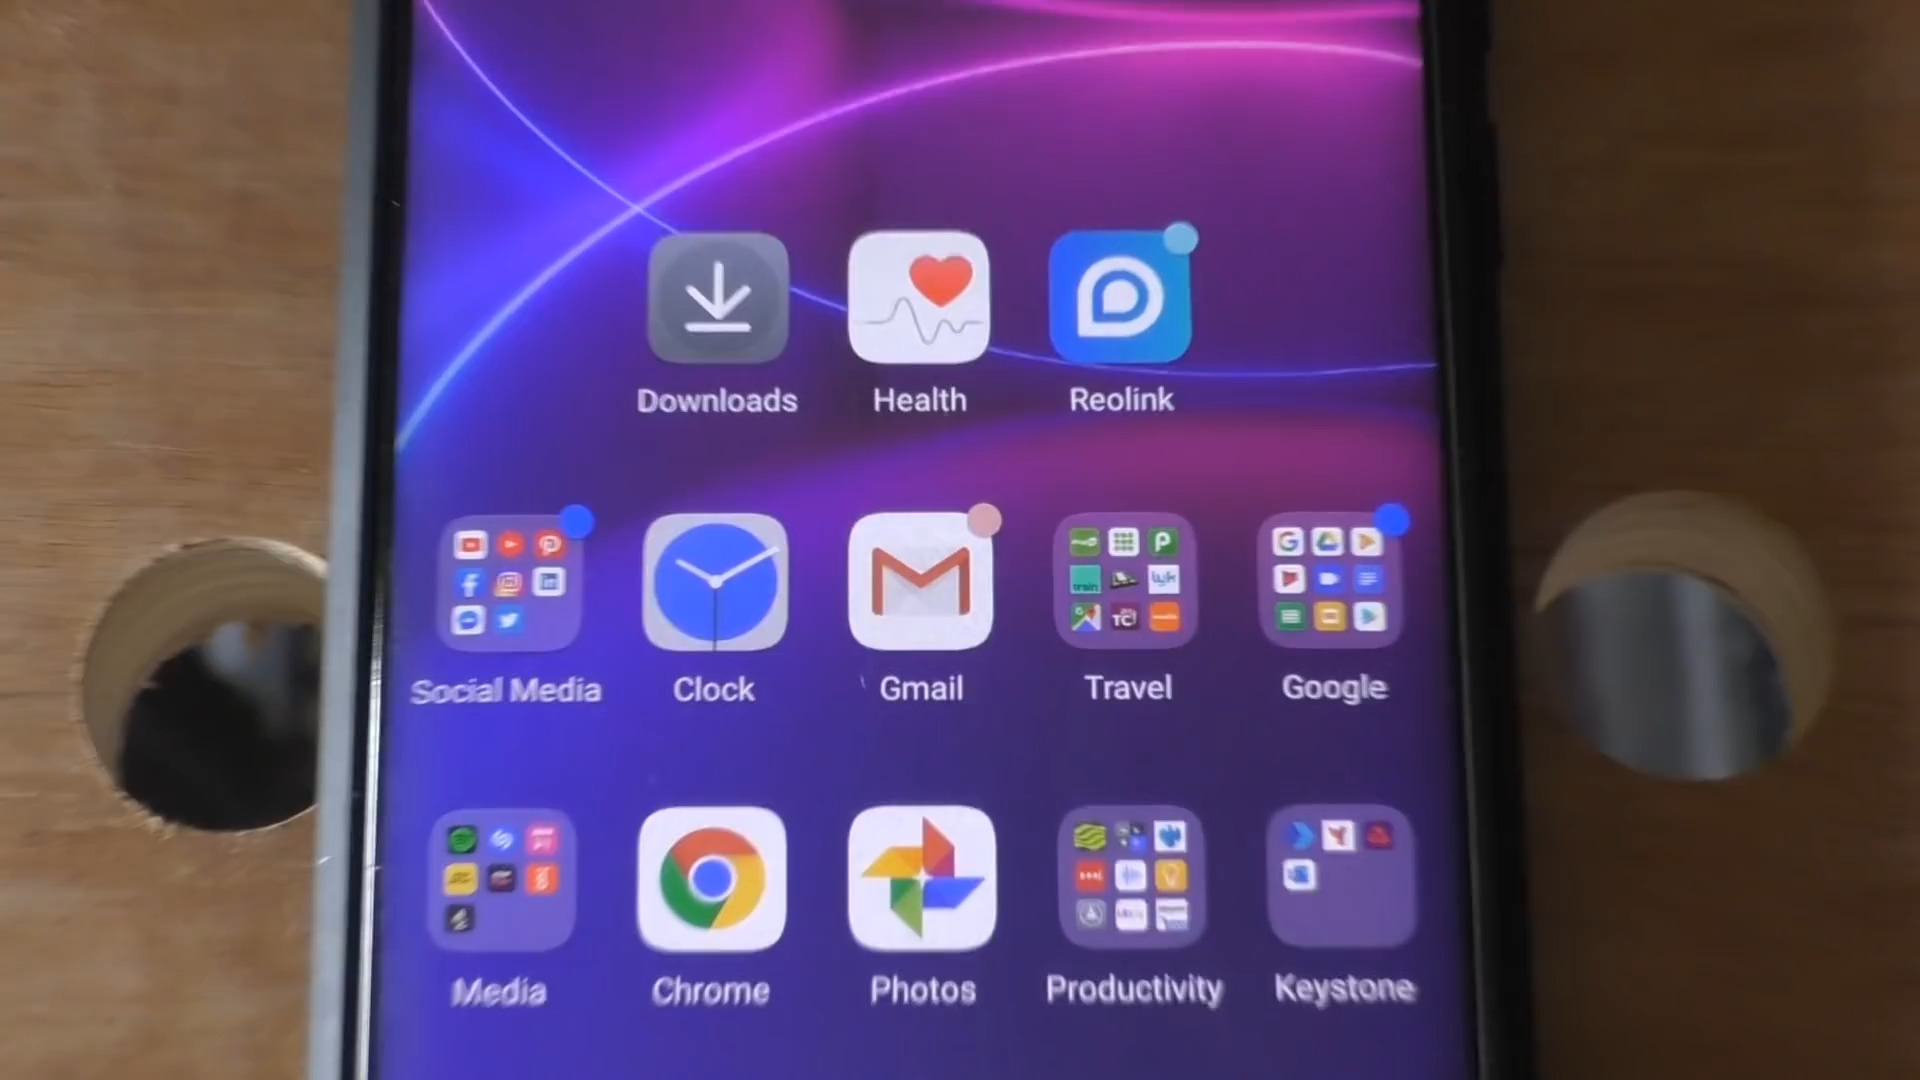 Downloads Health Reolink
Social Media Clock Gmail Travel Google
Media Chrome Photos Productivity Keystone